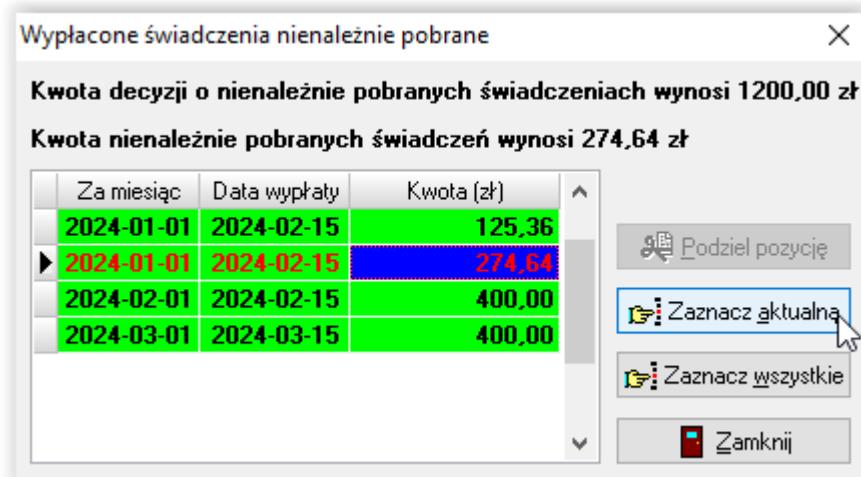 Wypłacone świadczenia nienależnie pobrane
Kwota decyzji o nienależnie pobranych świadczeniach wynosi 1200,00 zł
Kwota nienależnie pobranych świadczeń wynosi 274,64 zł
Za miesiąc Data wypłaty Kwota (zł)
2024-01-01 2024-02-15 125,36
2024-01-01 2024-02-15 274,64
2024-02-01 2024-02-15 400,00
2024-03-01 2024-03-15 400,00
Podziel pozycję
Zaznacz aktualną
Zaznacz wszystkie
Zamknij